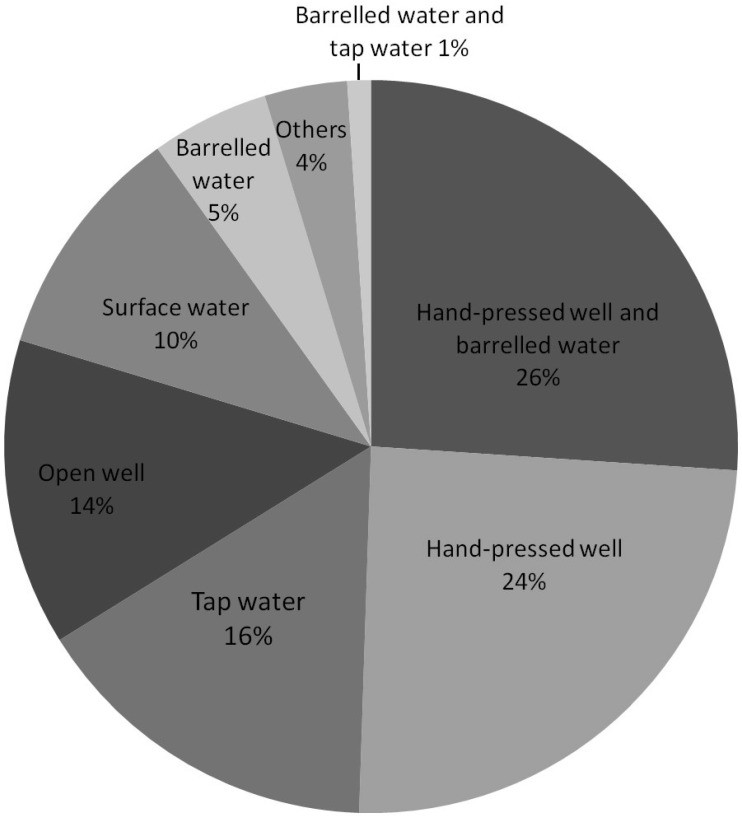 Barrelled water and
tap water 1%
Others
4%
Barrelled
water
5%
Surface water
10%
Hand-pressed well and
barrelled water
26%
Open well
14%
Hand-pressed well
24%
Tap water
16%